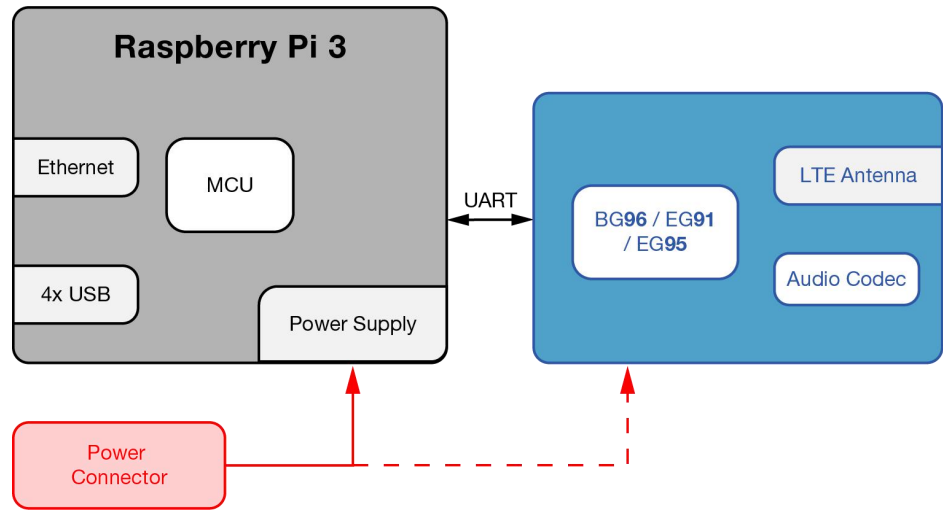 Raspberry Pi 3
Ethernet
MCU
4x USB
Power Supply
UART
LTE Antenna
BG96 / EG91
/ EG95
Audio Codec
Power
Connector